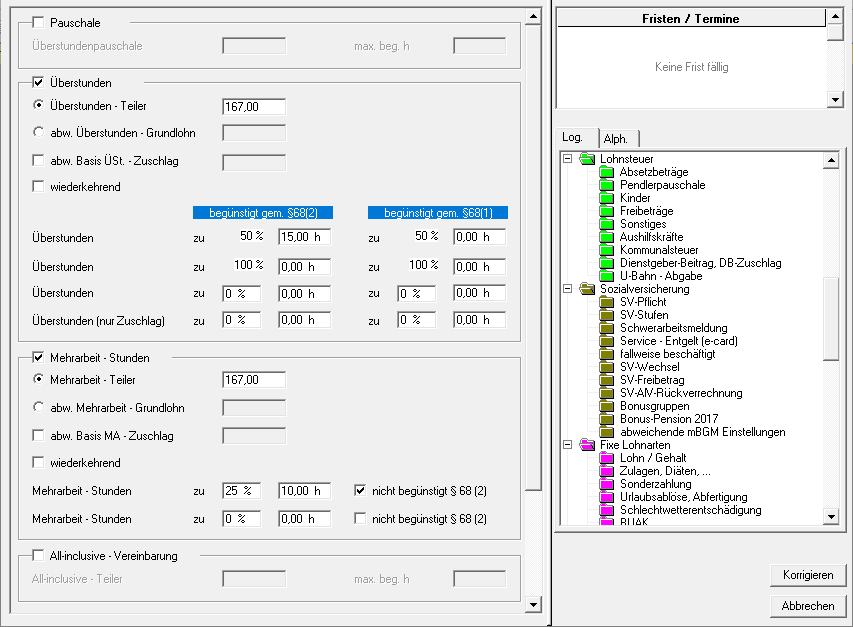 Pauschale
Überstundenpauschale max. beg. h
Überstunden
Überstunden - Teiler 167,00
abw. Überstunden - Grundlohn
abw. Basis ÜSt. - Zuschlag
wiederkehrend
begünstigt gem. §68(2) begünstigt gem. §68(1)
Überstunden zu 50 % 15,00 h zu 50 % 0,00 h
Überstunden zu 100 % 0,00 h zu 100 % 0,00 h
Überstunden zu 0 % 0,00 h zu 0 % 0,00 h
Überstunden (nur Zuschlag) zu 0 % 0,00 h zu 0 % 0,00 h
Mehrarbeit - Stunden
Mehrarbeit - Teiler 167,00
abw. Mehrarbeit - Grundlohn
abw. Basis MA - Zuschlag
wiederkehrend
Mehrarbeit - Stunden zu 25 % 10,00 h nicht begünstigt § 68 (2)
Mehrarbeit - Stunden zu 0 % 0,00 h nicht begünstigt § 68 (2)
All-inclusive - Vereinbarung
All-inclusive - Teiler max. beg. h
Fristen / Termine
Keine Frist fällig
Log. Alph.
Lohnsteuer
Absetzbeträge
Pendlerpauschale
Kinder
Freibeträge
Sonstiges
Aushilfskräfte
Kommunalsteuer
Dienstgeber-Beitrag, DB-Zuschlag
U-Bahn - Abgabe
Sozialversicherung
SV-Pflicht
SV-Stufen
Schwerarbeitsmeldung
Service - Entgelt (e-card)
fallweise beschäftigt
SV-Wechsel
SV-Freibetrag
SV-AlV-Rückverrechnung
Bonusgruppen
Bonus-Pension 2017
abweichende mBGM Einstellungen
Fixe Lohnarten
Lohn / Gehalt
Zulagen, Diäten, ...
Sonderzahlung
Urlaubsablöse, Abfertigung
Schlechtwetterentschädigung
BUAK
Korrigieren
Abbrechen